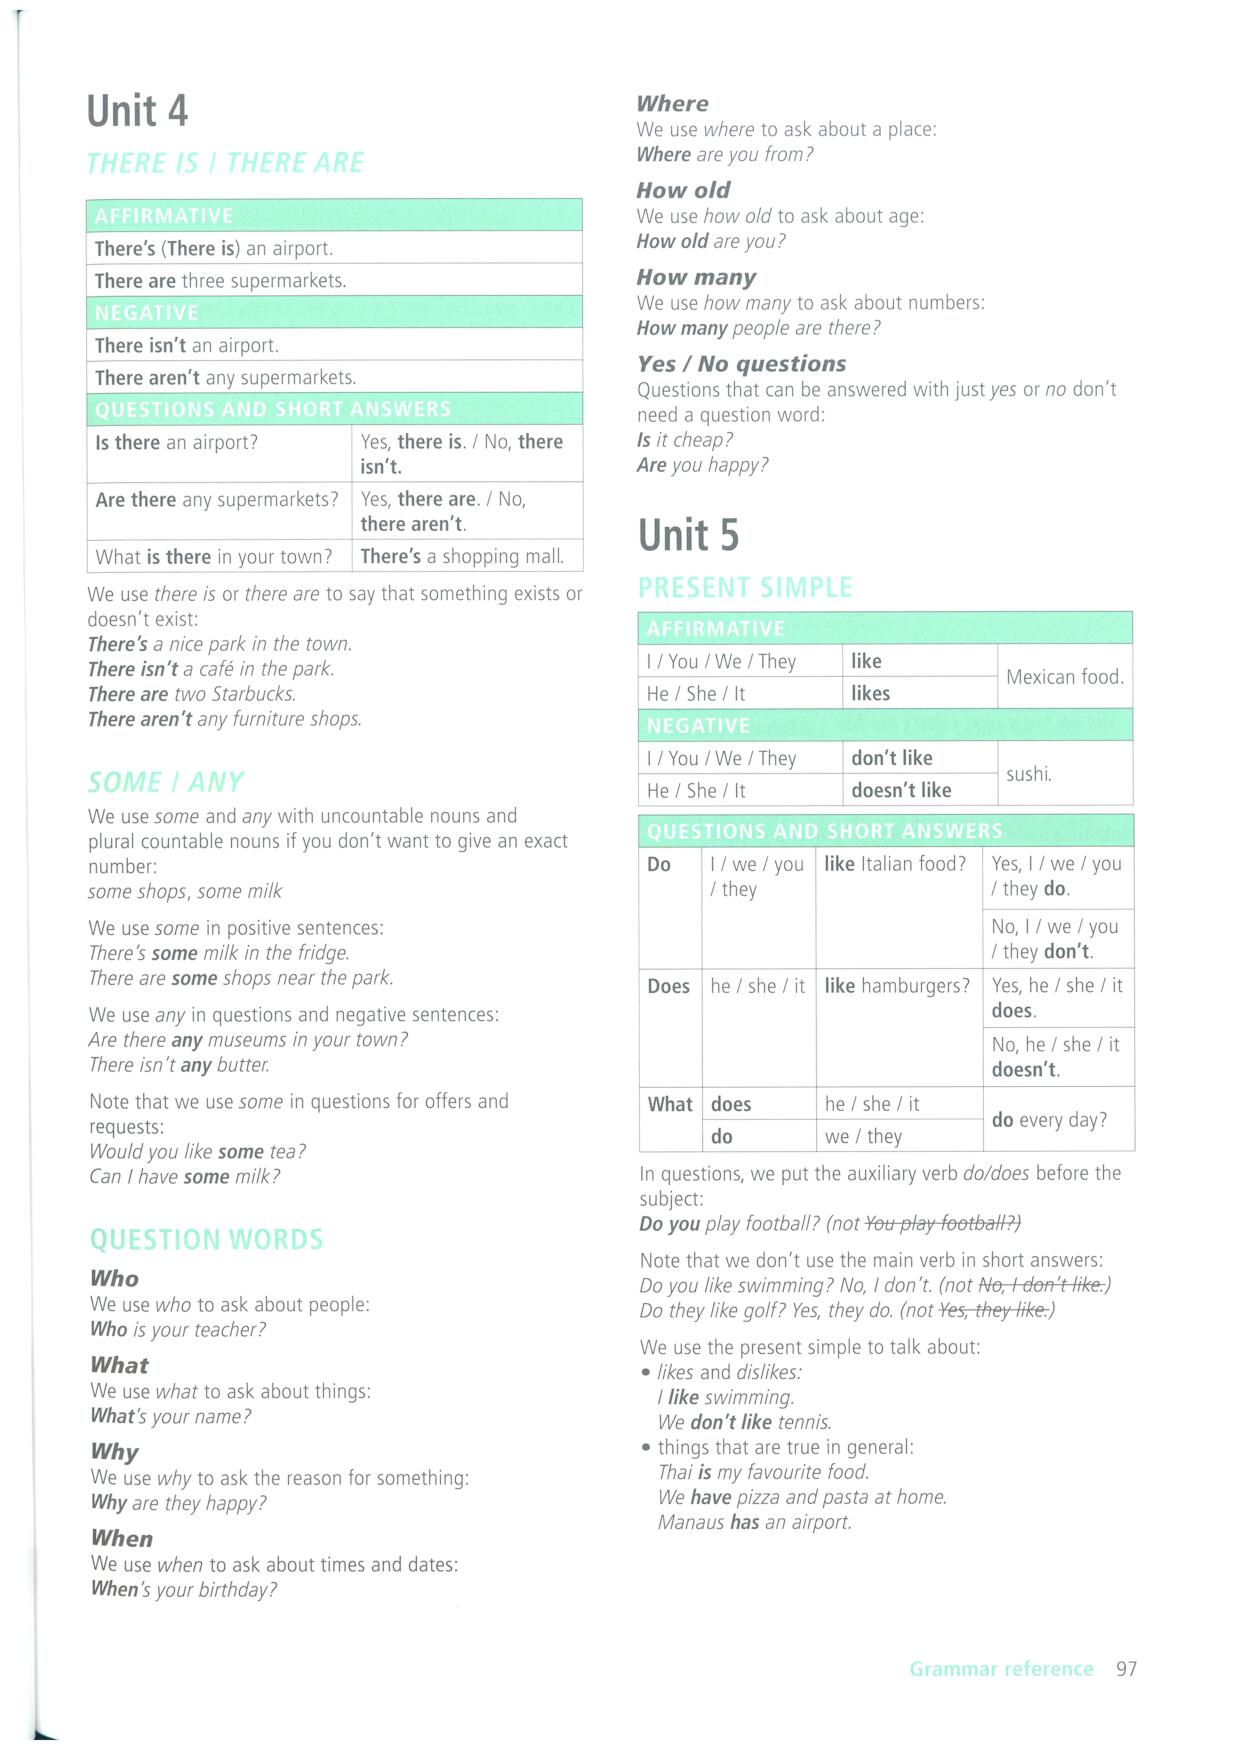 Unit 4
THERE IS / THERE ARE
AFFIRMATIVE
There's (There is) an airport.
There are three supermarkets.
NEGATIVE
There isn't an airport.
There aren't any supermarkets.
QUESTIONS AND SHORT ANSWERS
Is there an airport? Yes, there is. / No, there
isn't.
Are there any supermarkets? Yes, there are. / No,
there aren't.
What is there in your town? There's a shopping mall.
We use there is or there are to say that something exists or
doesn't exist:
There's a nice park in the town.
There isn't a café in the park.
There are two Starbucks.
There aren't any furniture shops.
SOME / ANY
We use some and any with uncountable nouns and
plural countable nouns if you don't want to give an exact
number:
some shops, some milk
We use some in positive sentences:
There's some milk in the fridge.
There are some shops near the park.
We use any in questions and negative sentences:
Are there any museums in your town?
There isn't any butter.
Note that we use some in questions for offers and
requests:
Would you like some tea?
Can I have some milk?
QUESTION WORDS
Who
We use who to ask about people:
Who is your teacher?
What
We use what to ask about things:
What's your name?
Why
We use why to ask the reason for something:
Why are they happy?
When
We use when to ask about times and dates:
When's your birthday?
Where
We use where to ask about a place:
Where are you from?
How old
We use how old to ask about age:
How old are you?
How many
We use how many to ask about numbers:
How many people are there?
Yes / No questions
Questions that can be answered with just yes or no don't
need a question word:
Is it cheap?
Are you happy?
Unit 5
PRESENT SIMPLE
AFFIRMATIVE
I / You / We / They like
Mexican food.
He / She / It likes
NEGATIVE
I / You / We / They don't like
sushi.
He / She / It doesn't like
QUESTIONS AND SHORT ANSWERS
Do I / we / you like Italian food? Yes, I / we / you
/ they / they do.
No, I / we / you
/ they don't.
Does he / she / it like hamburgers? Yes, he / she / it
does.
No, he / she / it
doesn't.
What does he / she / it
do every day?
do we / they
In questions, we put the auxiliary verb do/does before the
subject:
Do you play football? (not You play football?)
Note that we don't use the main verb in short answers:
Do you like swimming? No, I don't. (not No, I don't like.)
Do they like golf? Yes, they do. (not Yes, they like.)
We use the present simple to talk about:
• likes and dislikes:
I like swimming.
We don't like tennis.
• things that are true in general:
Thai is my favourite food.
We have pizza and pasta at home.
Manaus has an airport.
Grammar reference 97